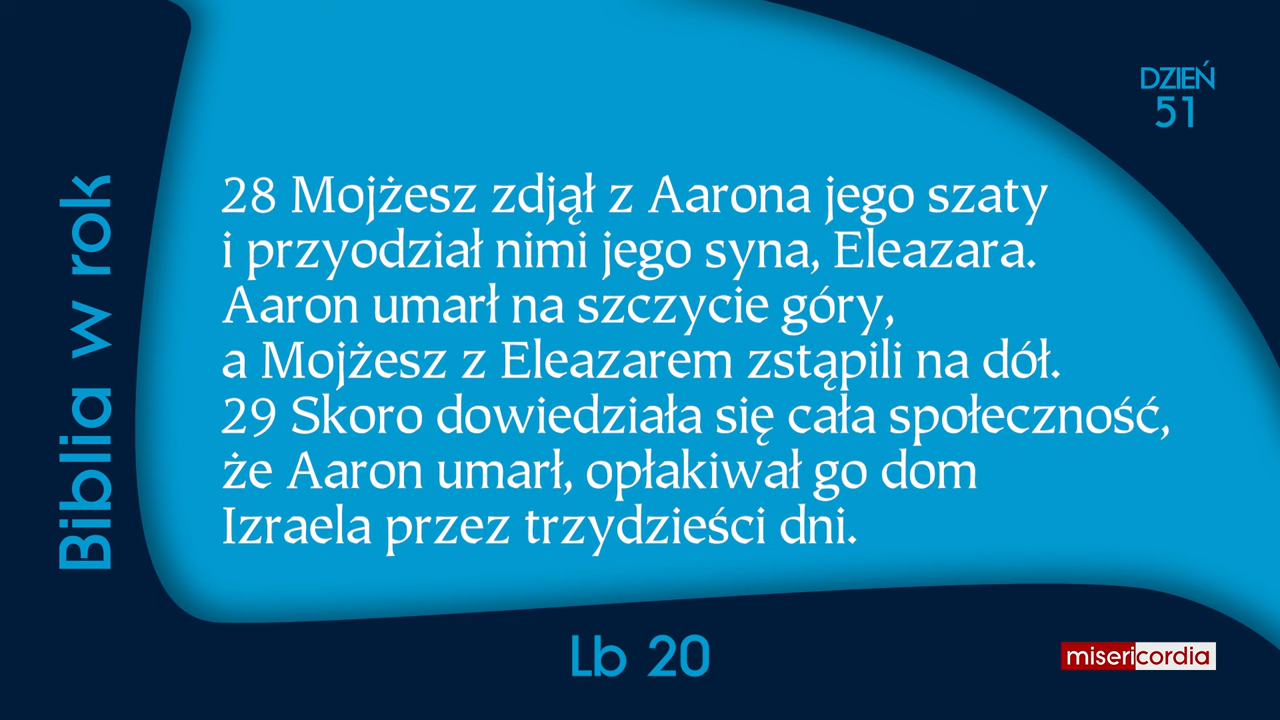 DZIEŃ
51
Biblia w rok
28 Mojżesz zdjął z Aarona jego szaty
i przyodział nimi jego syna, Eleazara.
Aaron umarł na szczycie góry,
a Mojżesz z Eleazarem zstąpili na dół.
29 Skoro dowiedziała się cała społeczność,
że Aaron umarł, opłakiwał go dom
Izraela przez trzydzieści dni.
Lb 20
misericordia